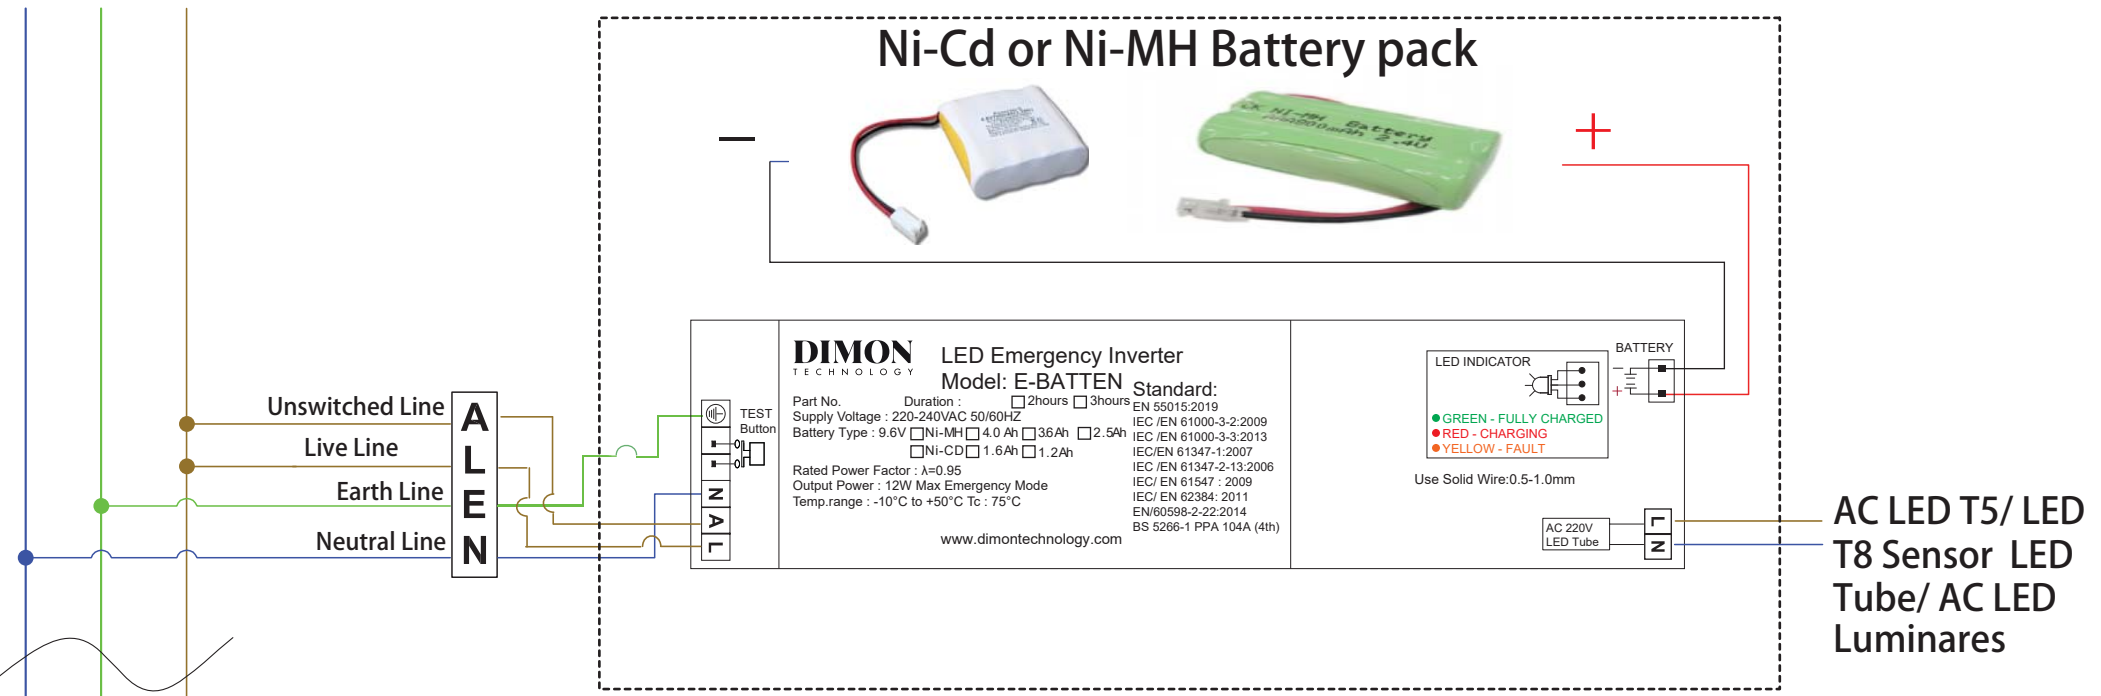 Ni-Cd or Ni-MH Battery pack
−
CK NI-MH Battery
2.4V
+
Unswitched Line
Live Line
Earth Line
Neutral Line
A
L
E
N
TEST
Button
N
A
L
DIMON
TECHNOLOGY
LED Emergency Inverter
Model: E-BATTEN
Part No. Duration : 2hours 3hours
Supply Voltage : 220-240VAC 50/60HZ
Battery Type : 9.6V Ni-MH 4.0 Ah 36Ah 2.5Ah
Ni-CD 1.6Ah 1.2Ah
Rated Power Factor : λ=0.95
Output Power : 12W Max Emergency Mode
Temp.range : -10°C to +50°C Tc : 75°C
www.dimontechnology.com
Standard:
EN 55015:2019
IEC /EN 61000-3-2:2009
IEC /EN 61000-3-3:2013
IEC/EN 61347-1:2007
IEC /EN 61347-2-13:2006
IEC/ EN 61547 : 2009
IEC/ EN 62384: 2011
EN/60598-2-22:2014
BS 5266-1 PPA 104A (4th)
LED INDICATOR
GREEN - FULLY CHARGED
RED - CHARGING
YELLOW - FAULT
BATTERY
−
+
Use Solid Wire:0.5-1.0mm
AC 220V
LED Tube
L
N
AC LED T5/ LED
T8 Sensor LED
Tube/ AC LED
Luminares